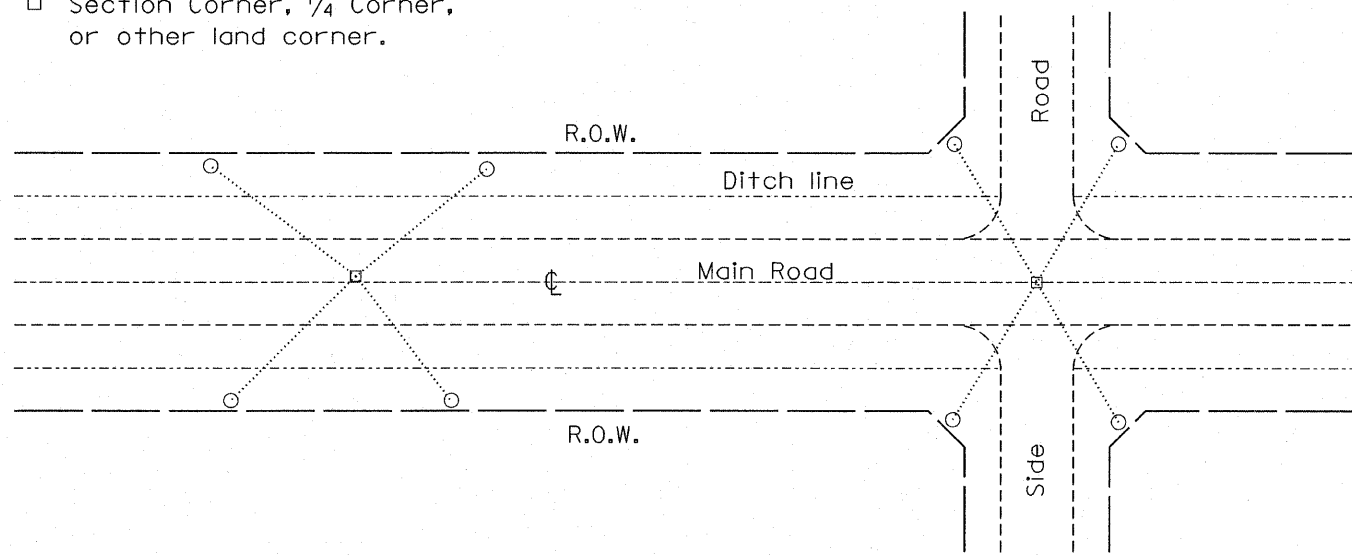 □ Section Corner, 1/4 Corner,
or other land corner.
Road
R.O.W.
Ditch line
Main Road
℄
R.O.W.
Side